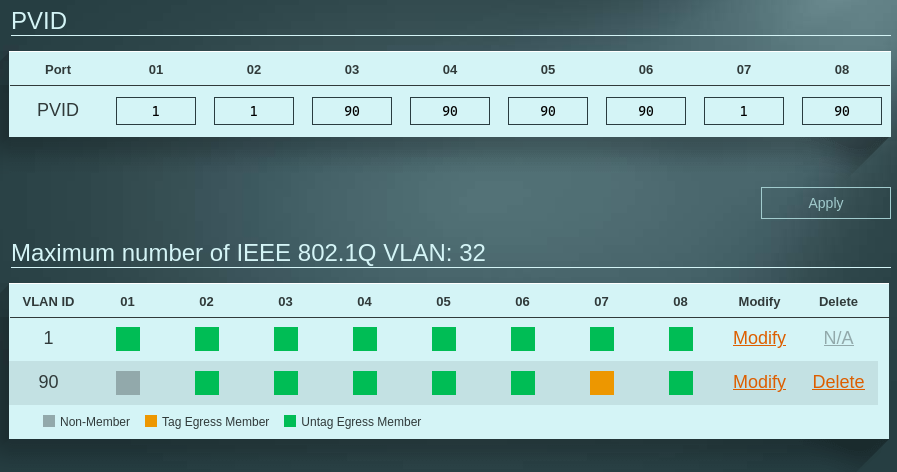 PVID
Port 01 02 03 04 05 06 07 08
PVID 1 1 90 90 90 90 1 90
Apply
Maximum number of IEEE 802.1Q VLAN: 32
VLAN ID 01 02 03 04 05 06 07 08 Modify Delete
1 Modify N/A
90 Modify Delete
Non-Member Tag Egress Member Untag Egress Member